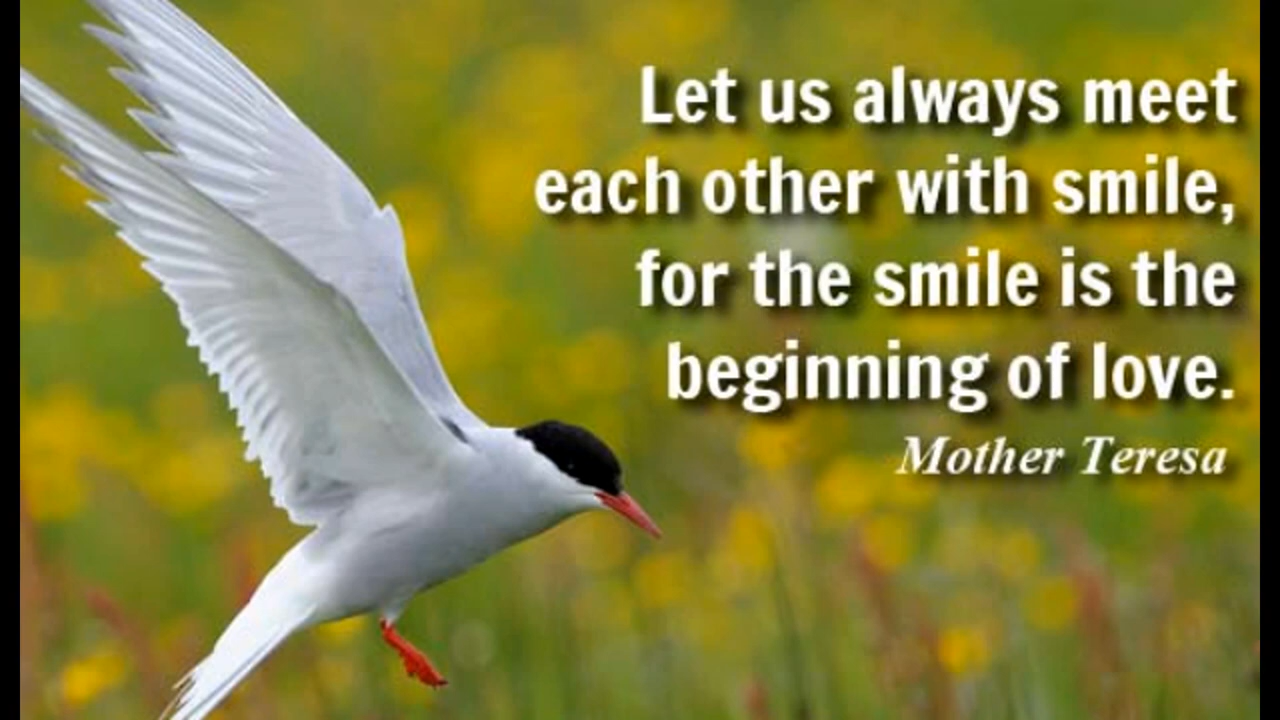 Let us always meet
each other with smile,
for the smile is the
beginning of love.
Mother Teresa